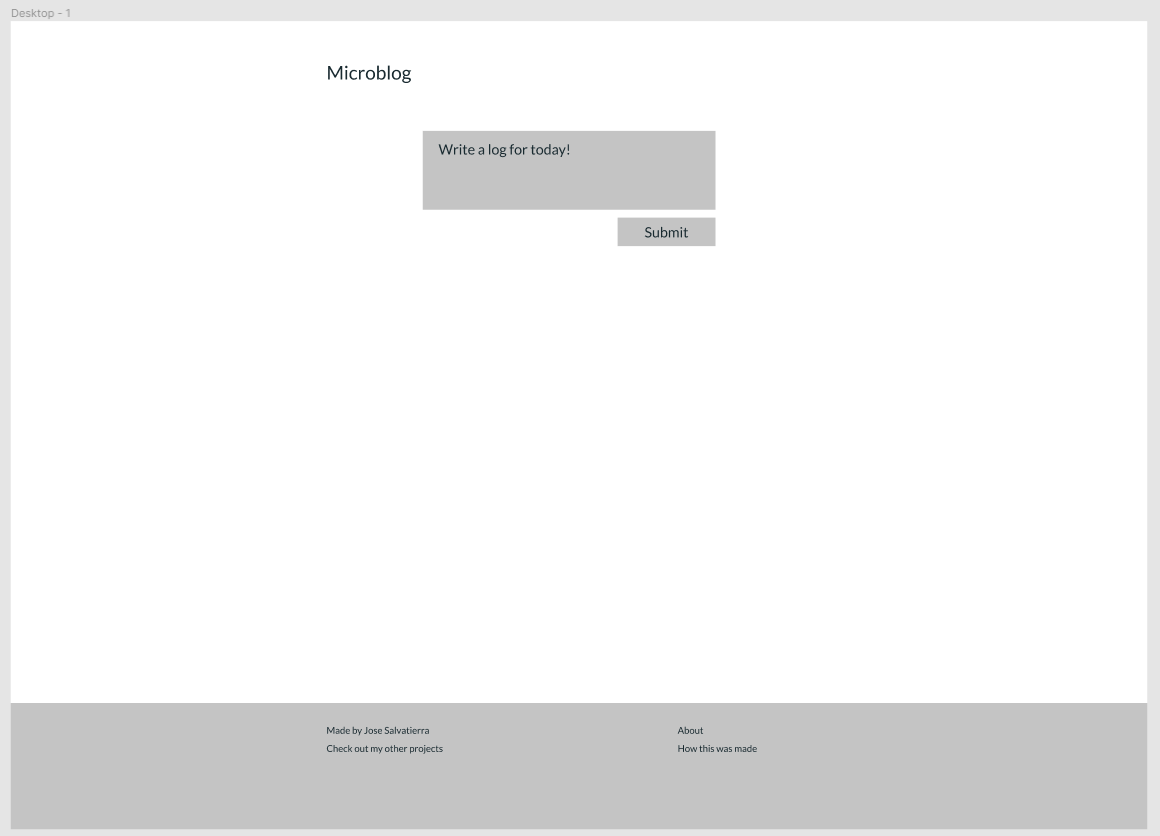 Desktop - 1
Microblog
Write a log for today!
Submit
Made by Jose Salvatierra
Check out my other projects
About
How this was made